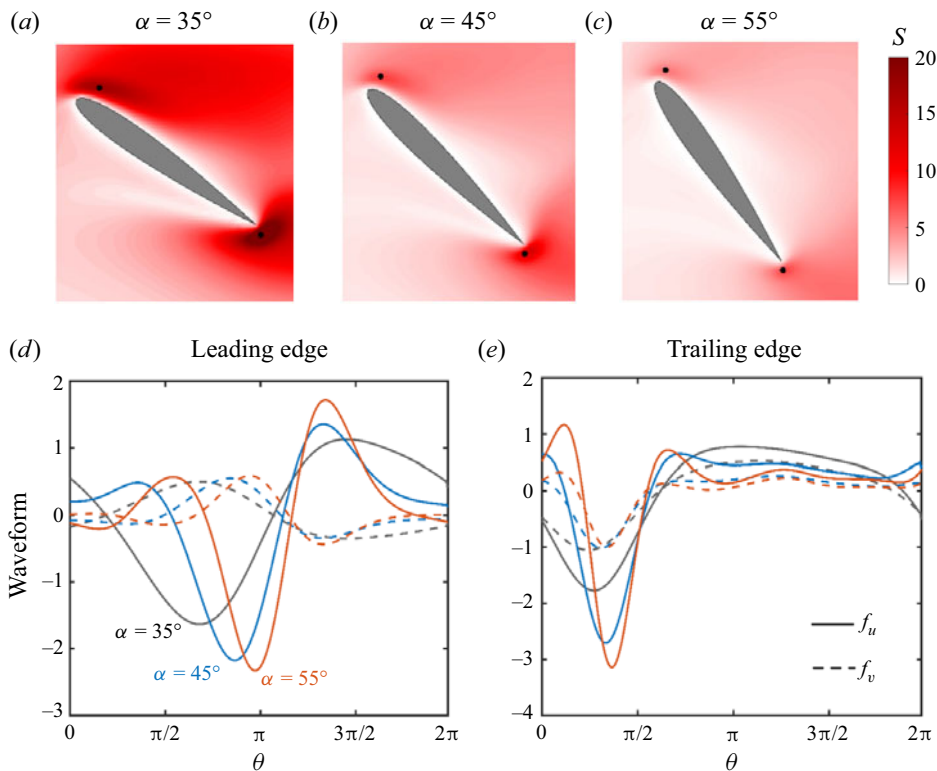 (a) α = 35°
(b) α = 45°
(c) α = 55°
S
20
15
10
5
0
(d) Leading edge
2
1
0
−1
−2
−3
Waveform
α = 35°
α = 45°
α = 55°
0 π/2 π 3π/2 2π
θ
(e) Trailing edge
2
1
0
−1
−2
−3
−4
f_u
f_v
0 π/2 π 3π/2 2π
θ